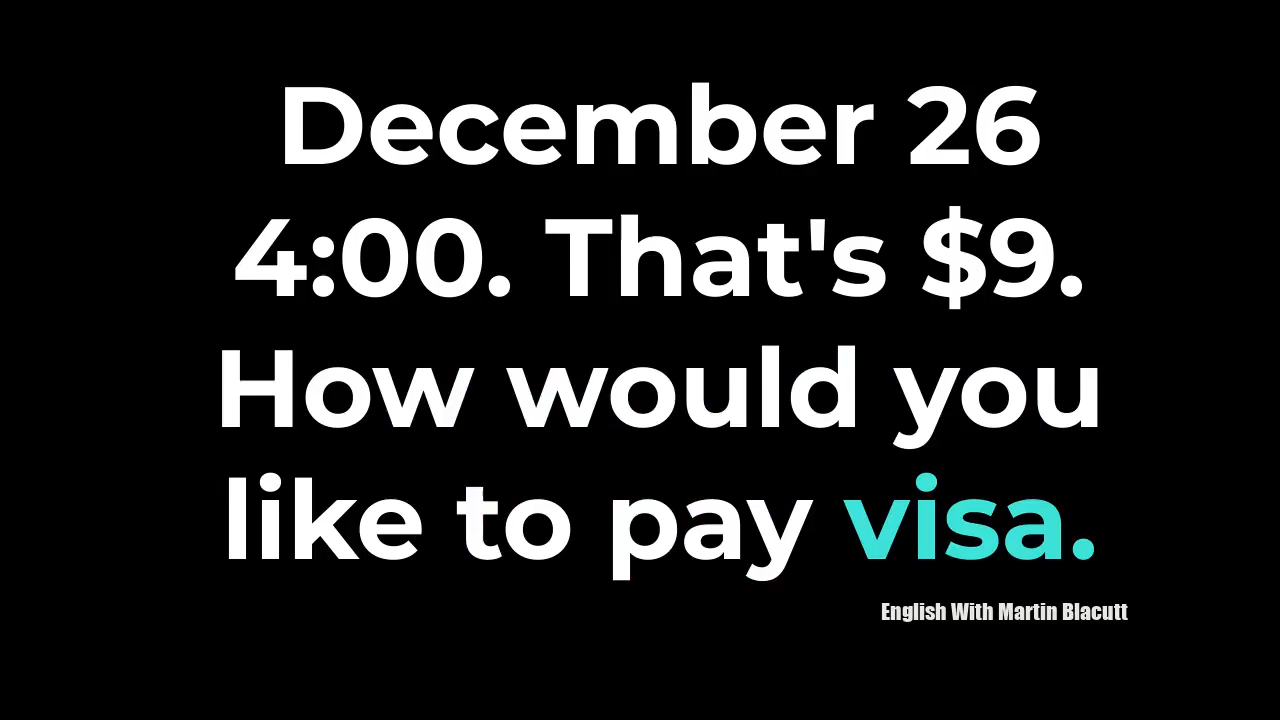 December 26
4:00. That's $9.
How would you
like to pay visa.
English With Martin Blacutt